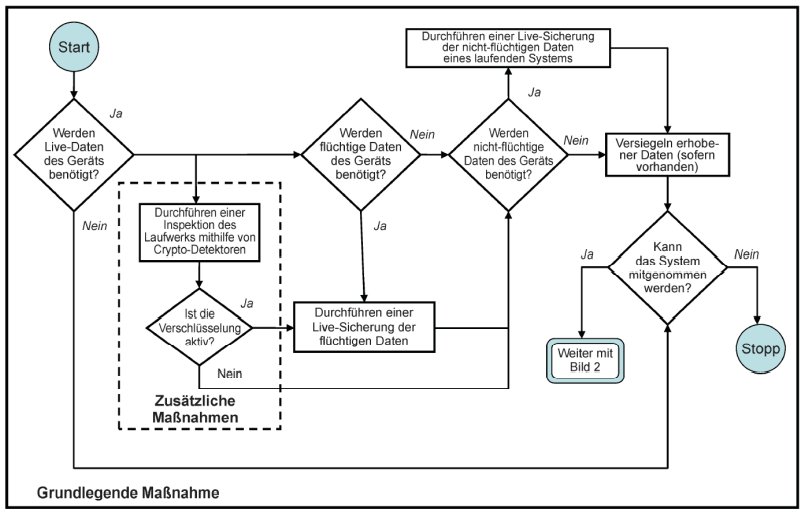 Durchführen einer Live-Sicherung
der nicht-flüchtigen Daten
eines laufenden Systems
Start
Ja
Ja
Werden
Live-Daten
des Geräts
benötigt?
Werden
flüchtige Daten
des Geräts
benötigt?
Nein
Werden
nicht-flüchtige
Daten des Geräts
benötigt?
Nein
Versiegeln erhobe-
ner Daten (sofern
vorhanden)
Nein
Durchführen einer
Inspektion des
Laufwerks mithilfe von
Crypto-Detektoren
Ja
Ja
Kann
das System
mitgenommen
werden?
Nein
Ist die
Verschlüsselung
aktiv?
Ja
Durchführen einer
Live-Sicherung der
flüchtigen Daten
Nein
Weiter mit
Bild 2
Stopp
Zusätzliche
Maßnahmen
Grundlegende Maßnahme